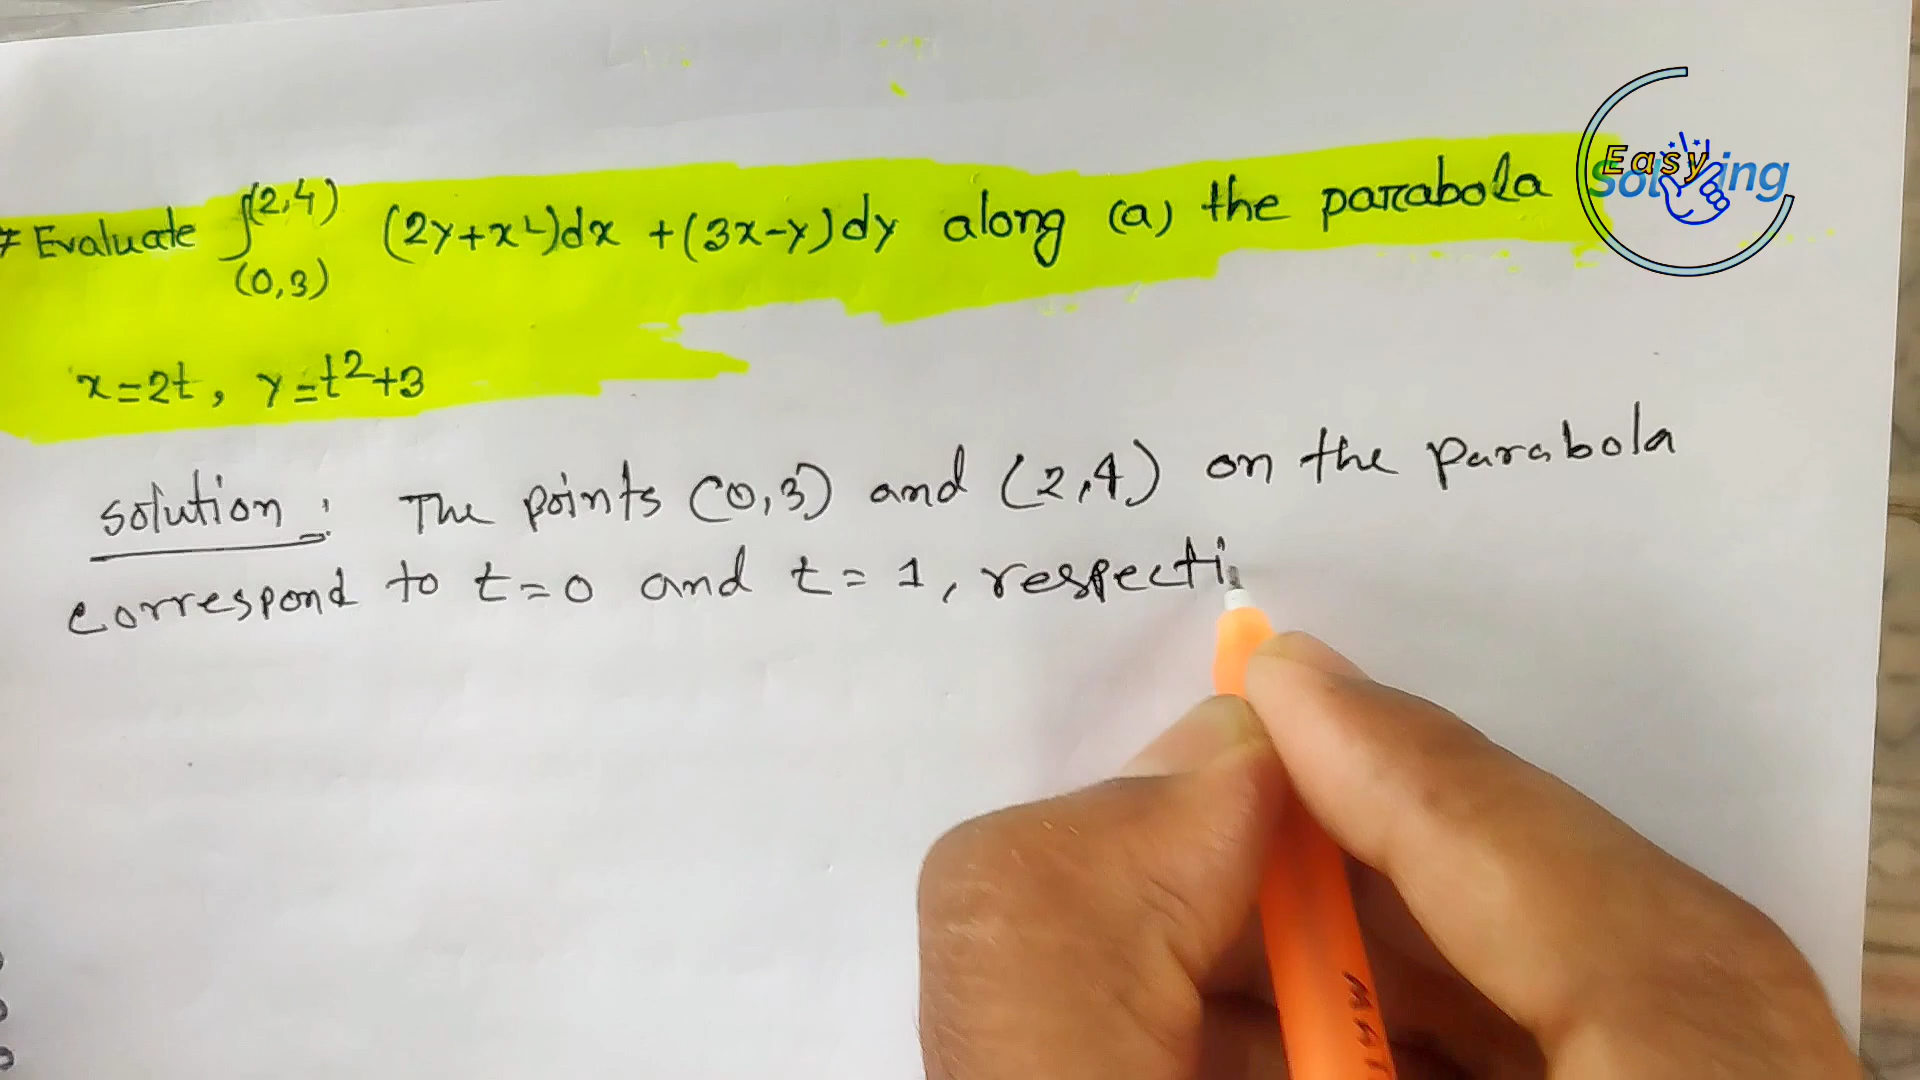 # Evaluate ∫(0,3)^(2,4) (2y+x²)dx +(3x-y)dy along (a) the parabola
x=2t, y=t²+3
Solution: The points (0,3) and (2,4) on the parabola
correspond to t=0 and t=1, respecti
Easy
Solving